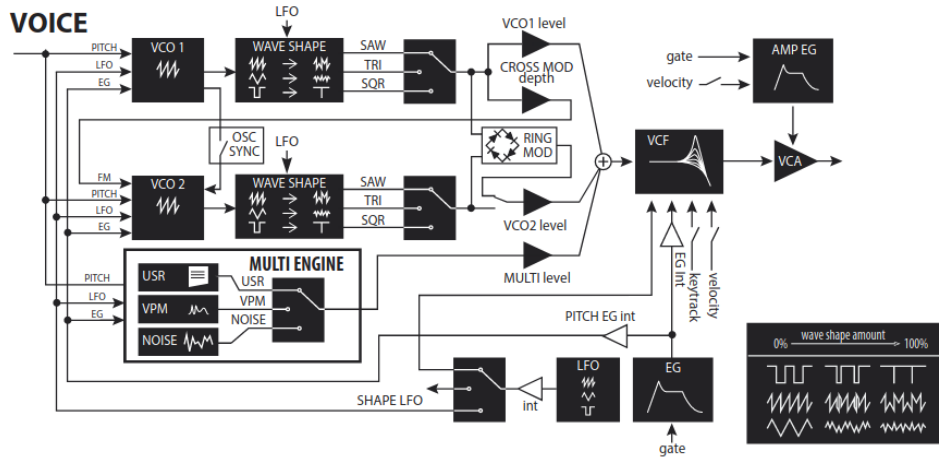 VOICE
LFO
VCO1 level
PITCH
LFO
EG
VCO 1
WAVE SHAPE
SAW
TRI
SQR
CROSS MOD
depth
gate
velocity
AMP EG
OSC
SYNC
LFO
RING
MOD
VCF
VCA
FM
PITCH
LFO
EG
VCO 2
WAVE SHAPE
SAW
TRI
SQR
VCO2 level
MULTI ENGINE
PITCH
LFO
EG
USR
VPM
NOISE
USR
VPM
NOISE
MULTI level
EG Int
keytrack
velocity
PITCH EG int
SHAPE LFO
int
LFO
EG
gate
wave shape amount
0% 100%